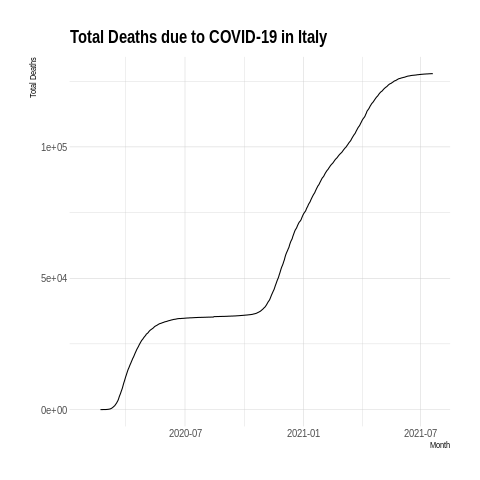 Total Deaths due to COVID-19 in Italy
Total Deaths
1e+05
5e+04
0e+00
2020-07
2021-01
2021-07
Month